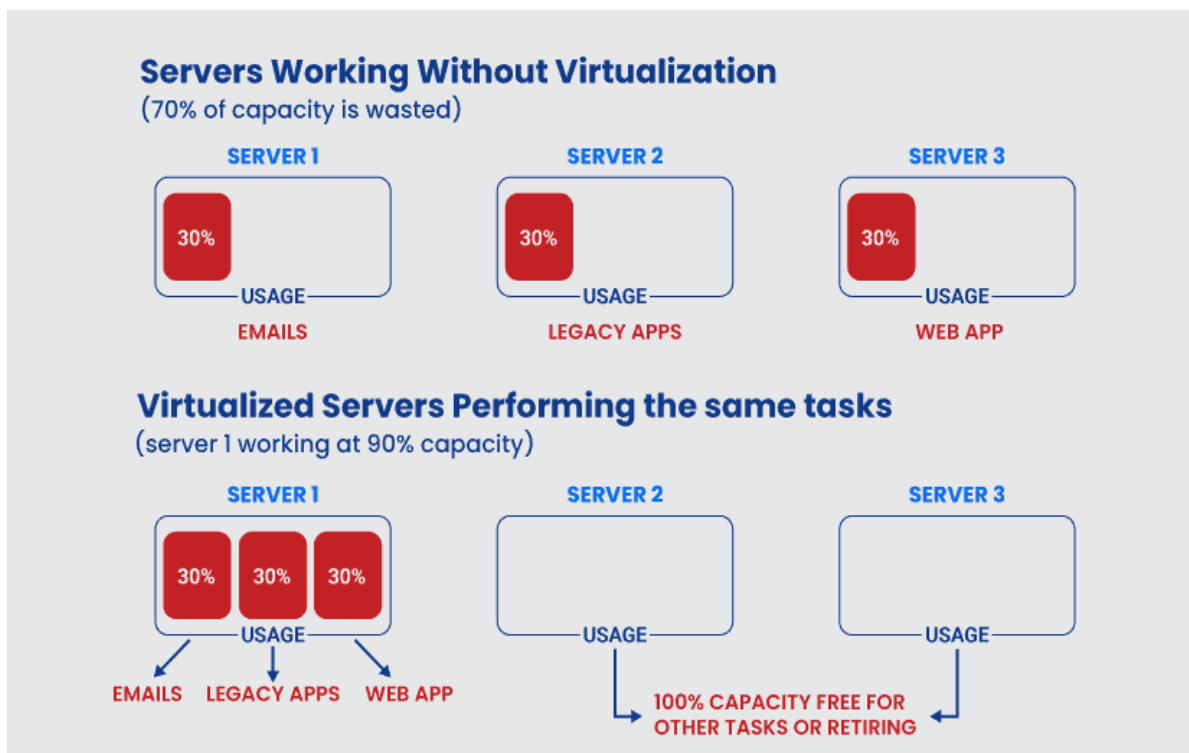 Servers Working Without Virtualization
(70% of capacity is wasted)
SERVER 1
SERVER 2
SERVER 3
30%
30%
30%
USAGE
USAGE
USAGE
EMAILS
LEGACY APPS
WEB APP
Virtualized Servers Performing the same tasks
(server 1 working at 90% capacity)
SERVER 1
SERVER 2
SERVER 3
30%
30%
30%
USAGE
USAGE
USAGE
EMAILS
LEGACY APPS
WEB APP
100% CAPACITY FREE FOR
OTHER TASKS OR RETIRING